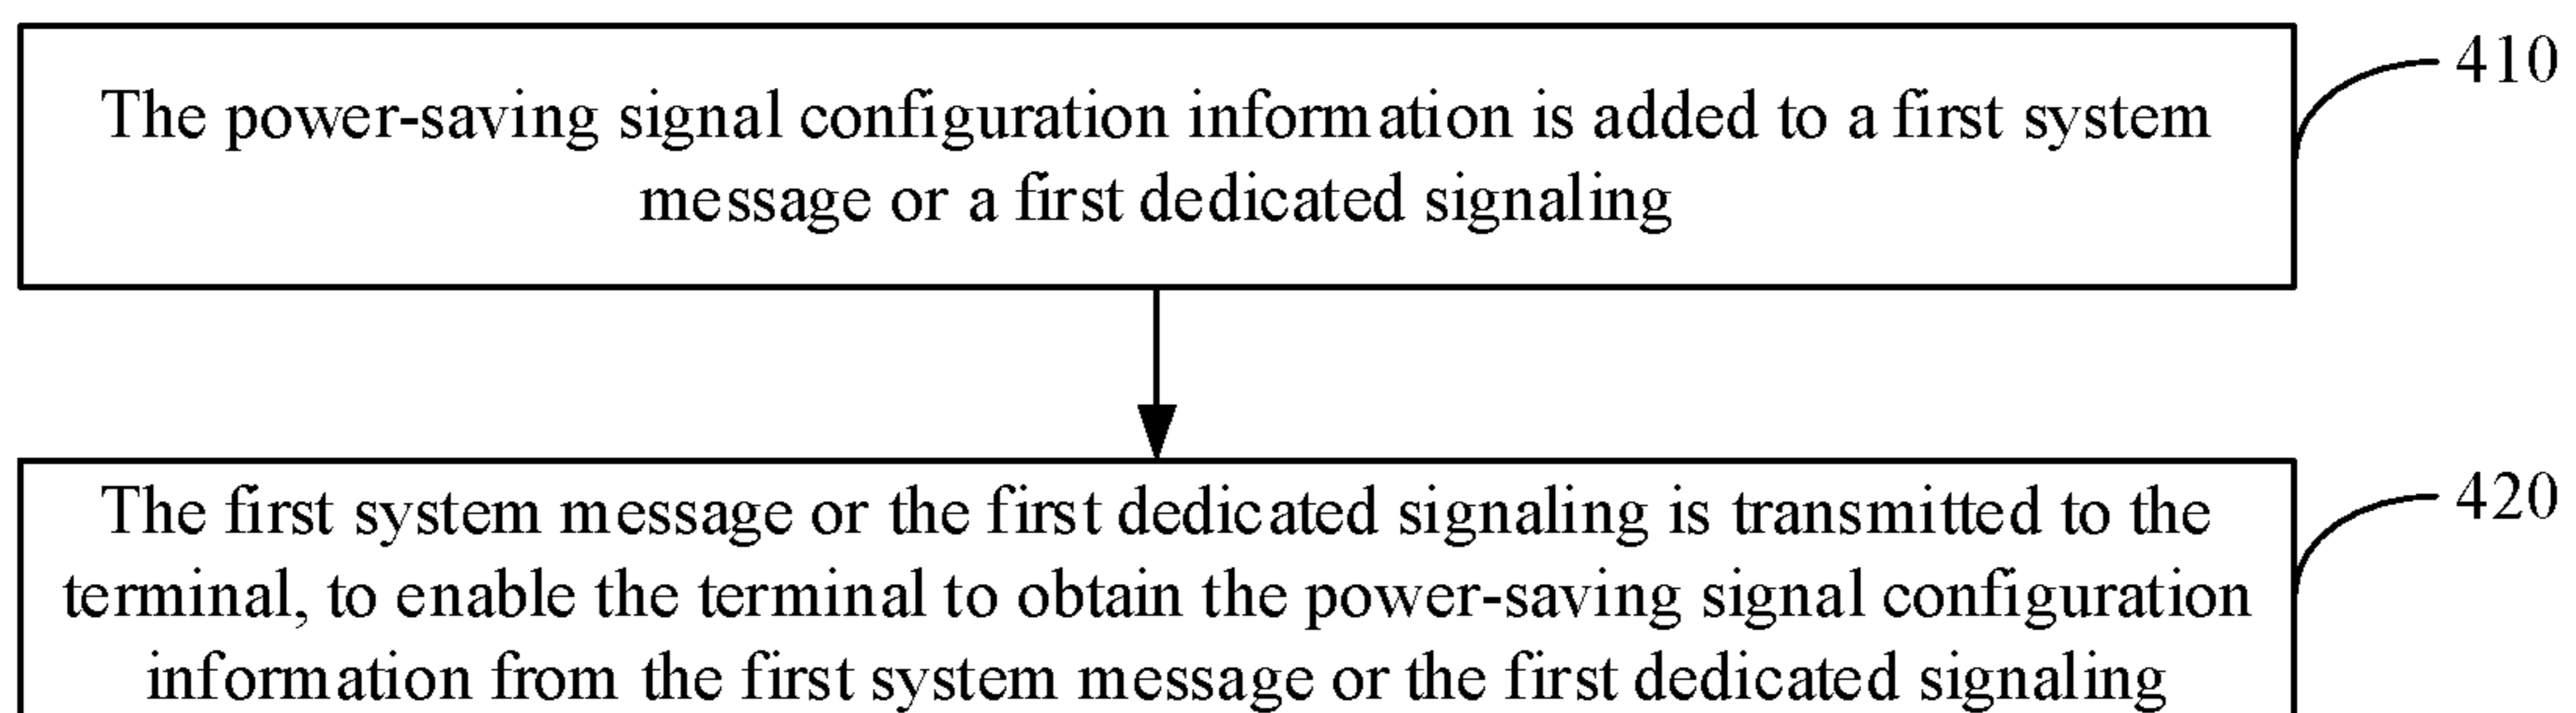 The power-saving signal configuration information is added to a first system
message or a first dedicated signaling
410
The first system message or the first dedicated signaling is transmitted to the
terminal, to enable the terminal to obtain the power-saving signal configuration
information from the first system message or the first dedicated signaling
420